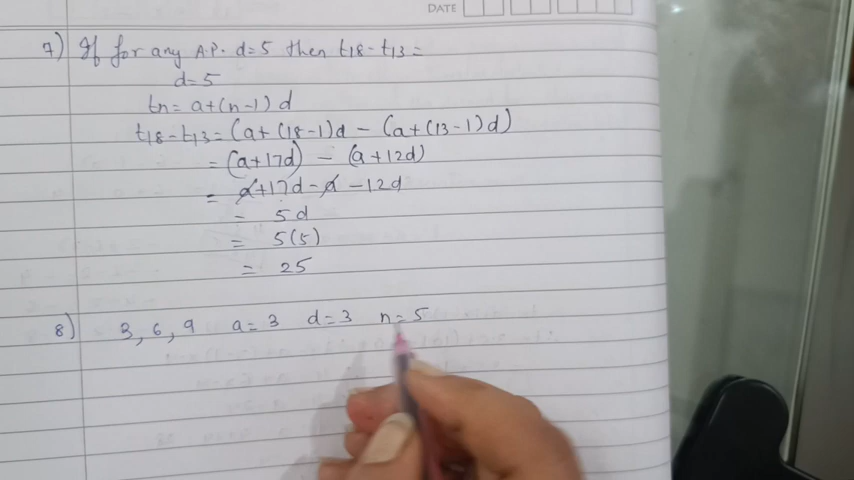 DATE
7) If for any A.P. d=5 then t18-t13=
d=5
tn=a+(n-1)d
t18-t13=(a+(18-1)d-(a+(13-1)d)
=(a+17d)-(a+12d)
=a+17d-a-12d
=5d
=5(5)
=25
8) 3,6,9 a=3 d=3 n=5